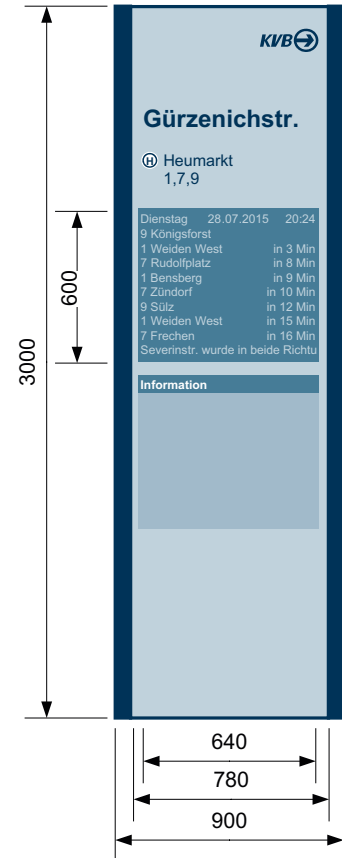 KVB
Gürzenichstr.
H Heumarkt
1,7,9
Dienstag 28.07.2015 20:24
9 Königsforst
1 Weiden West in 3 Min
7 Rudolfplatz in 8 Min
1 Bensberg in 9 Min
7 Zündorf in 10 Min
9 Sülz in 12 Min
1 Weiden West in 15 Min
7 Frechen in 16 Min
Severinstr. wurde in beide Richtu
Information
600
3000
640
780
900